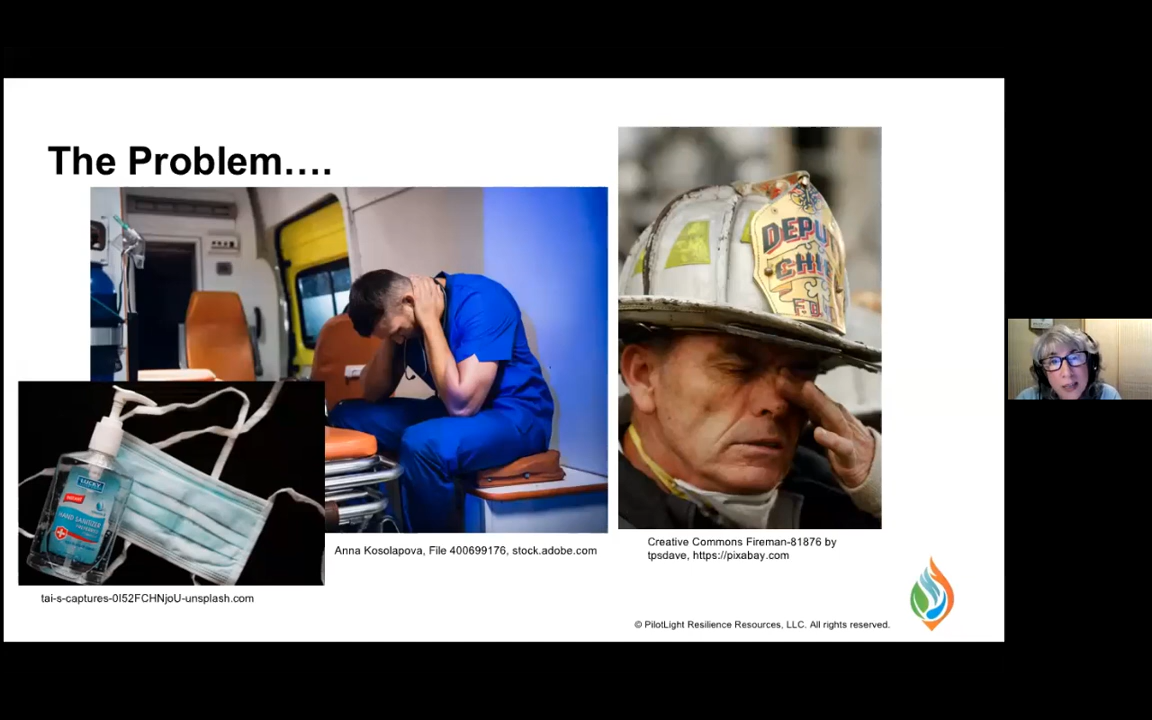 The Problem....
DEPU
CHIE
F.D.
LUCKY
HAND SANITIZER
Anna Kosolapova, File 400699176, stock.adobe.com
Creative Commons Fireman-81876 by
tpsdave, https://pixabay.com
tai-s-captures-0I52FCHNjoU-unsplash.com
© PilotLight Resilience Resources, LLC. All rights reserved.